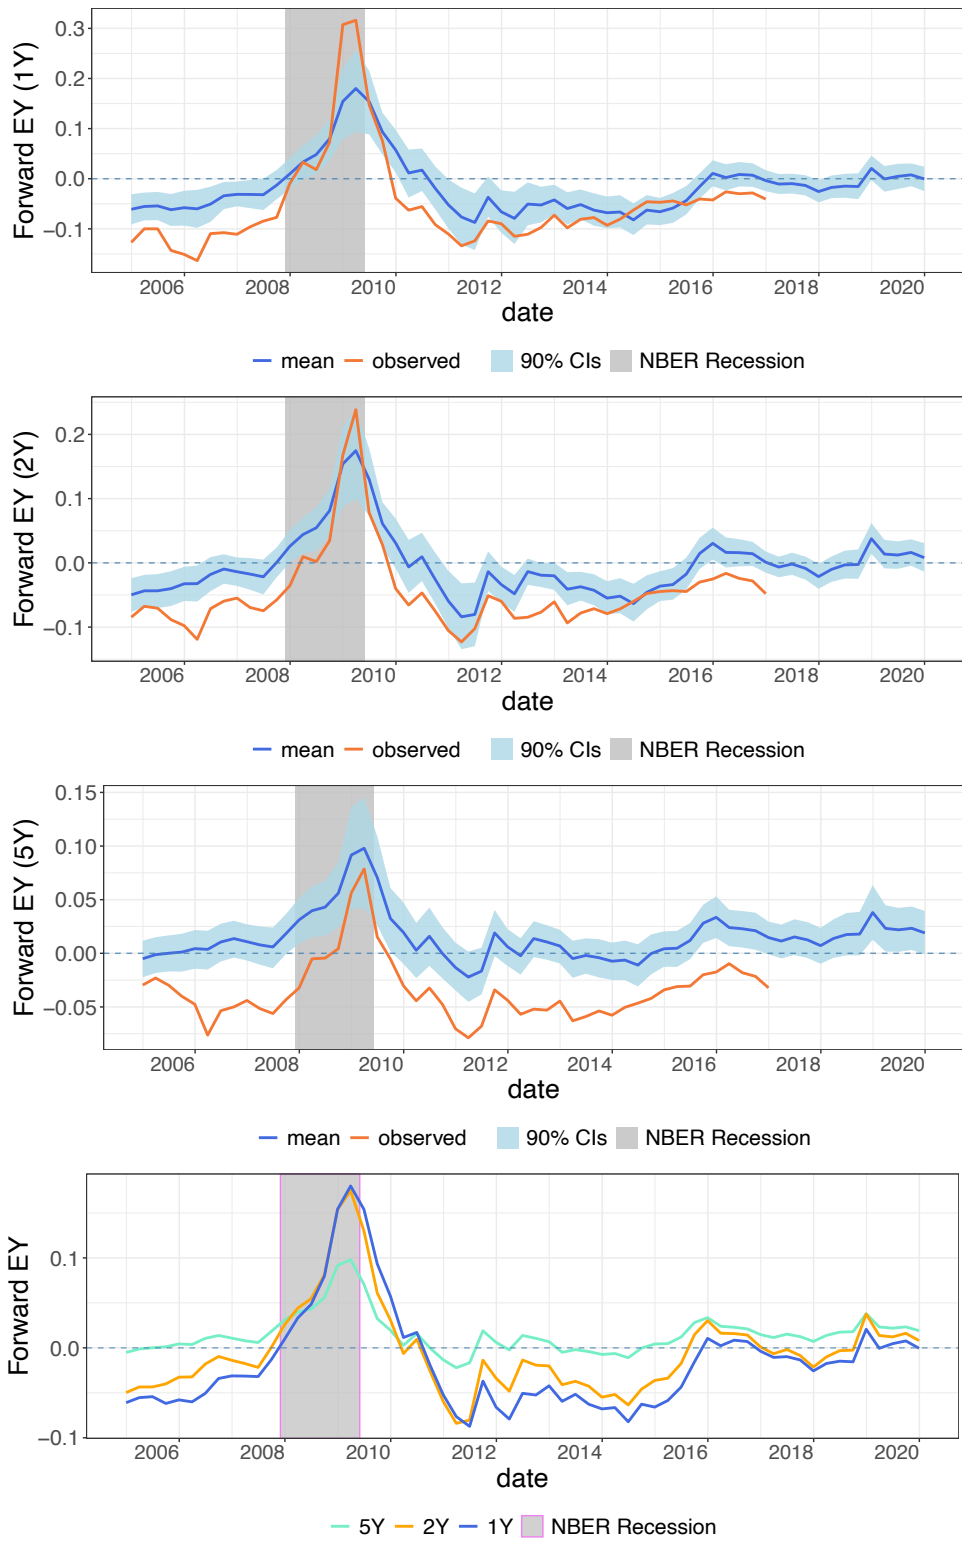 Forward EY (1Y)
0.3
0.2
0.1
0.0
−0.1
2006 2008 2010 2012 2014 2016 2018 2020
date
mean observed 90% CIs NBER Recession
Forward EY (2Y)
0.2
0.1
0.0
−0.1
2006 2008 2010 2012 2014 2016 2018 2020
date
mean observed 90% CIs NBER Recession
Forward EY (5Y)
0.15
0.10
0.05
0.00
−0.05
2006 2008 2010 2012 2014 2016 2018 2020
date
mean observed 90% CIs NBER Recession
Forward EY
0.1
0.0
−0.1
2006 2008 2010 2012 2014 2016 2018 2020
date
5Y 2Y 1Y NBER Recession